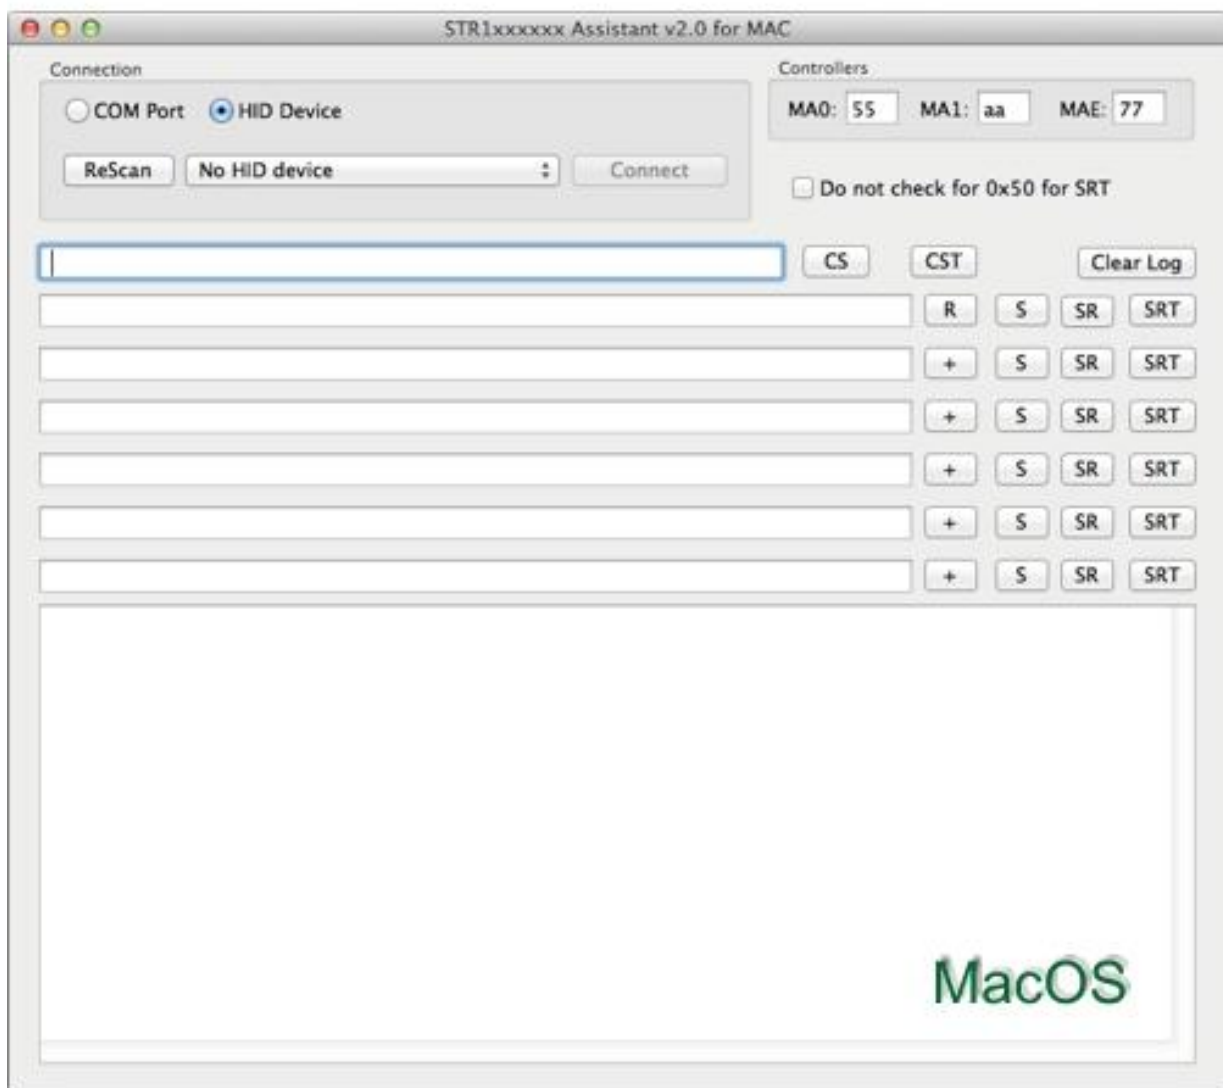 STR1xxxxxx Assistant v2.0 for MAC
Connection
COM Port HID Device
ReScan No HID device Connect
Controllers
MA0: 55 MA1: aa MAE: 77
Do not check for 0x50 for SRT
CS CST Clear Log
R S SR SRT
+ S SR SRT
+ S SR SRT
+ S SR SRT
+ S SR SRT
+ S SR SRT
MacOS